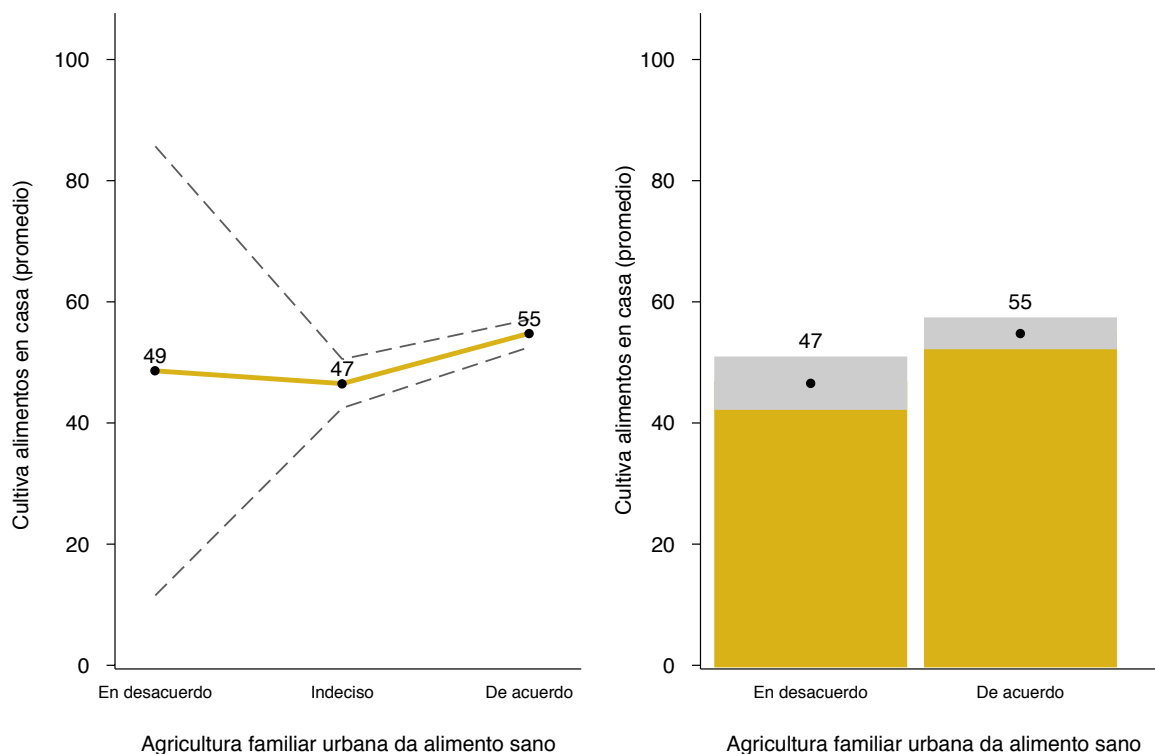 Cultiva alimentos en casa (promedio)
100
80
60
40
20
0
49
47
55
En desacuerdo
Indeciso
De acuerdo
Agricultura familiar urbana da alimento sano
Cultiva alimentos en casa (promedio)
100
80
60
40
20
0
47
55
En desacuerdo
De acuerdo
Agricultura familiar urbana da alimento sano